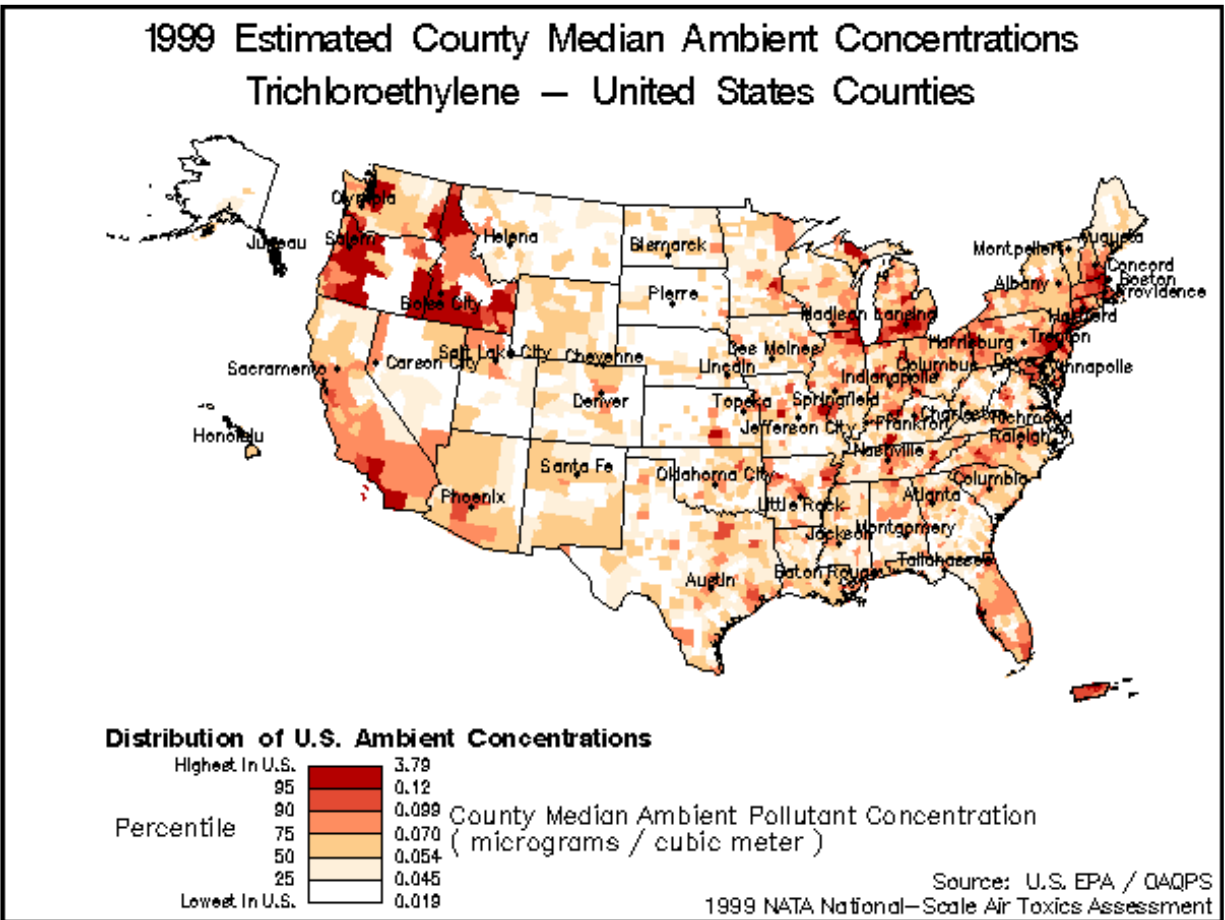 1999 Estimated County Median Ambient Concentrations
Trichloroethylene — United States Counties
Olympia
Juneau
Salem
Helena
Bismarck
Montpelier
Augusta
Concord
Boston
Providence
Albany
Hartford
Boise City
Pierre
Madison
Lansing
Harrisburg
Trenton
Sacramento
Carson City
Salt Lake City
Cheyenne
Des Moines
Lincoln
Columbus
Indianapolis
Annapolis
Denver
Topeka
Springfield
Jefferson City
Frankfort
Charleston
Richmond
Honolulu
Nashville
Raleigh
Santa Fe
Oklahoma City
Columbia
Phoenix
Little Rock
Atlanta
Jackson
Montgomery
Austin
Baton Rouge
Tallahassee
Distribution of U.S. Ambient Concentrations
Highest In U.S. 3.79
95 0.12
90 0.099
75 0.070
50 0.054
25 0.045
Lowest In U.S. 0.019
Percentile
County Median Ambient Pollutant Concentration
( micrograms / cubic meter )
Source: U.S. EPA / OAQPS
1999 NATA National—Scale Air Toxics Assessment